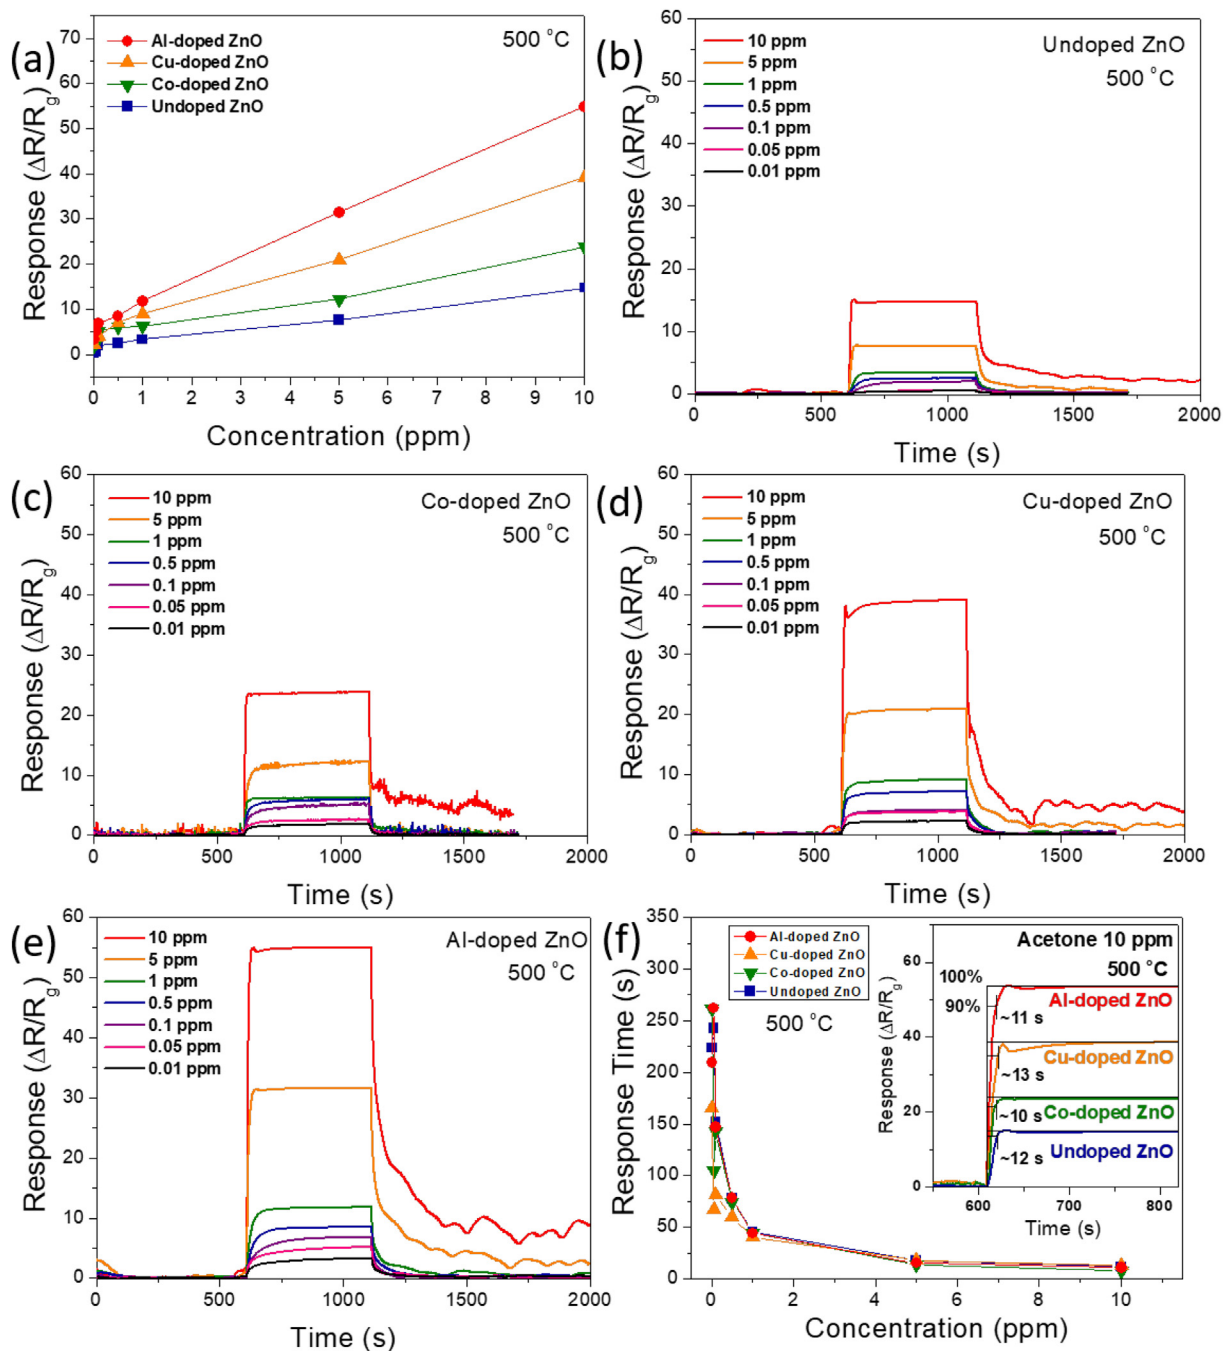 (a)
Al-doped ZnO
Cu-doped ZnO
Co-doped ZnO
Undoped ZnO
500 °C
Response (ΔR/Rg)
70
60
50
40
30
20
10
0
0 1 2 3 4 5 6 7 8 9 10
Concentration (ppm)
(b)
10 ppm
5 ppm
1 ppm
0.5 ppm
0.1 ppm
0.05 ppm
0.01 ppm
Undoped ZnO
500 °C
Response (ΔR/Rg)
60
50
40
30
20
10
0
0 500 1000 1500 2000
Time (s)
(c)
10 ppm
5 ppm
1 ppm
0.5 ppm
0.1 ppm
0.05 ppm
0.01 ppm
Co-doped ZnO
500 °C
Response (ΔR/Rg)
60
50
40
30
20
10
0
0 500 1000 1500 2000
Time (s)
(d)
10 ppm
5 ppm
1 ppm
0.5 ppm
0.1 ppm
0.05 ppm
0.01 ppm
Cu-doped ZnO
500 °C
Response (ΔR/Rg)
60
50
40
30
20
10
0
0 500 1000 1500 2000
Time (s)
(e)
10 ppm
5 ppm
1 ppm
0.5 ppm
0.1 ppm
0.05 ppm
0.01 ppm
Al-doped ZnO
500 °C
Response (ΔR/Rg)
60
50
40
30
20
10
0
0 500 1000 1500 2000
Time (s)
(f)
Al-doped ZnO
Cu-doped ZnO
Co-doped ZnO
Undoped ZnO
500 °C
Response Time (s)
350
300
250
200
150
100
50
0
0 2 4 6 8 10
Concentration (ppm)
Acetone 10 ppm
500 °C
100%
90%
Al-doped ZnO
~11 s
Cu-doped ZnO
~13 s
~10 s Co-doped ZnO
Undoped ZnO
~12 s
Response (ΔR/Rg)
60
40
20
0
600 700 800
Time (s)